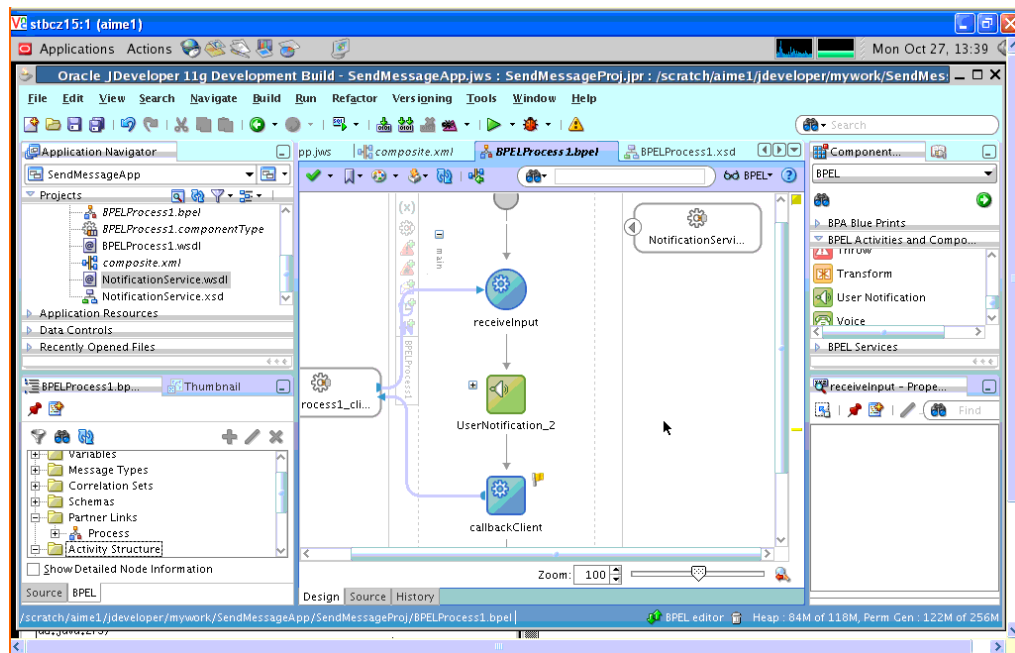 stbcz15:1 (aime1)
Applications Actions Mon Oct 27, 13:39
Oracle JDeveloper 11g Development Build - SendMessageApp.jws : SendMessageProj.jpr : /scratch/aime1/jdeveloper/mywork/SendMes
File Edit View Search Navigate Build Run Refactor Versioning Tools Window Help
Search
Application Navigator
SendMessageApp
Projects
BPELProcess1.bpel
BPELProcess1.componentType
BPELProcess1.wsdl
composite.xml
NotificationService.wsdl
NotificationService.xsd
Application Resources
Data Controls
Recently Opened Files
BPELProcess1.bp... Thumbnail
Variables
Message Types
Correlation Sets
Schemas
Partner Links
Process
Activity Structure
Show Detailed Node Information
Source BPEL
pp.jws composite.xml BPELProcess1.bpel BPELProcess1.xsd
BPEL
(x)
main
BPELProcess1
NotificationServi...
receiveInput
rocess1_cli...
UserNotification_2
callbackClient
Zoom: 100
Design Source History
Component...
BPEL
BPA Blue Prints
BPEL Activities and Compo...
Throw
Transform
User Notification
Voice
BPEL Services
receiveInput - Prope...
Find
/scratch/aime1/jdeveloper/mywork/SendMessageApp/SendMessageProj/BPELProcess1.bpel BPEL editor Heap : 84M of 118M, Perm Gen : 122M of 256M